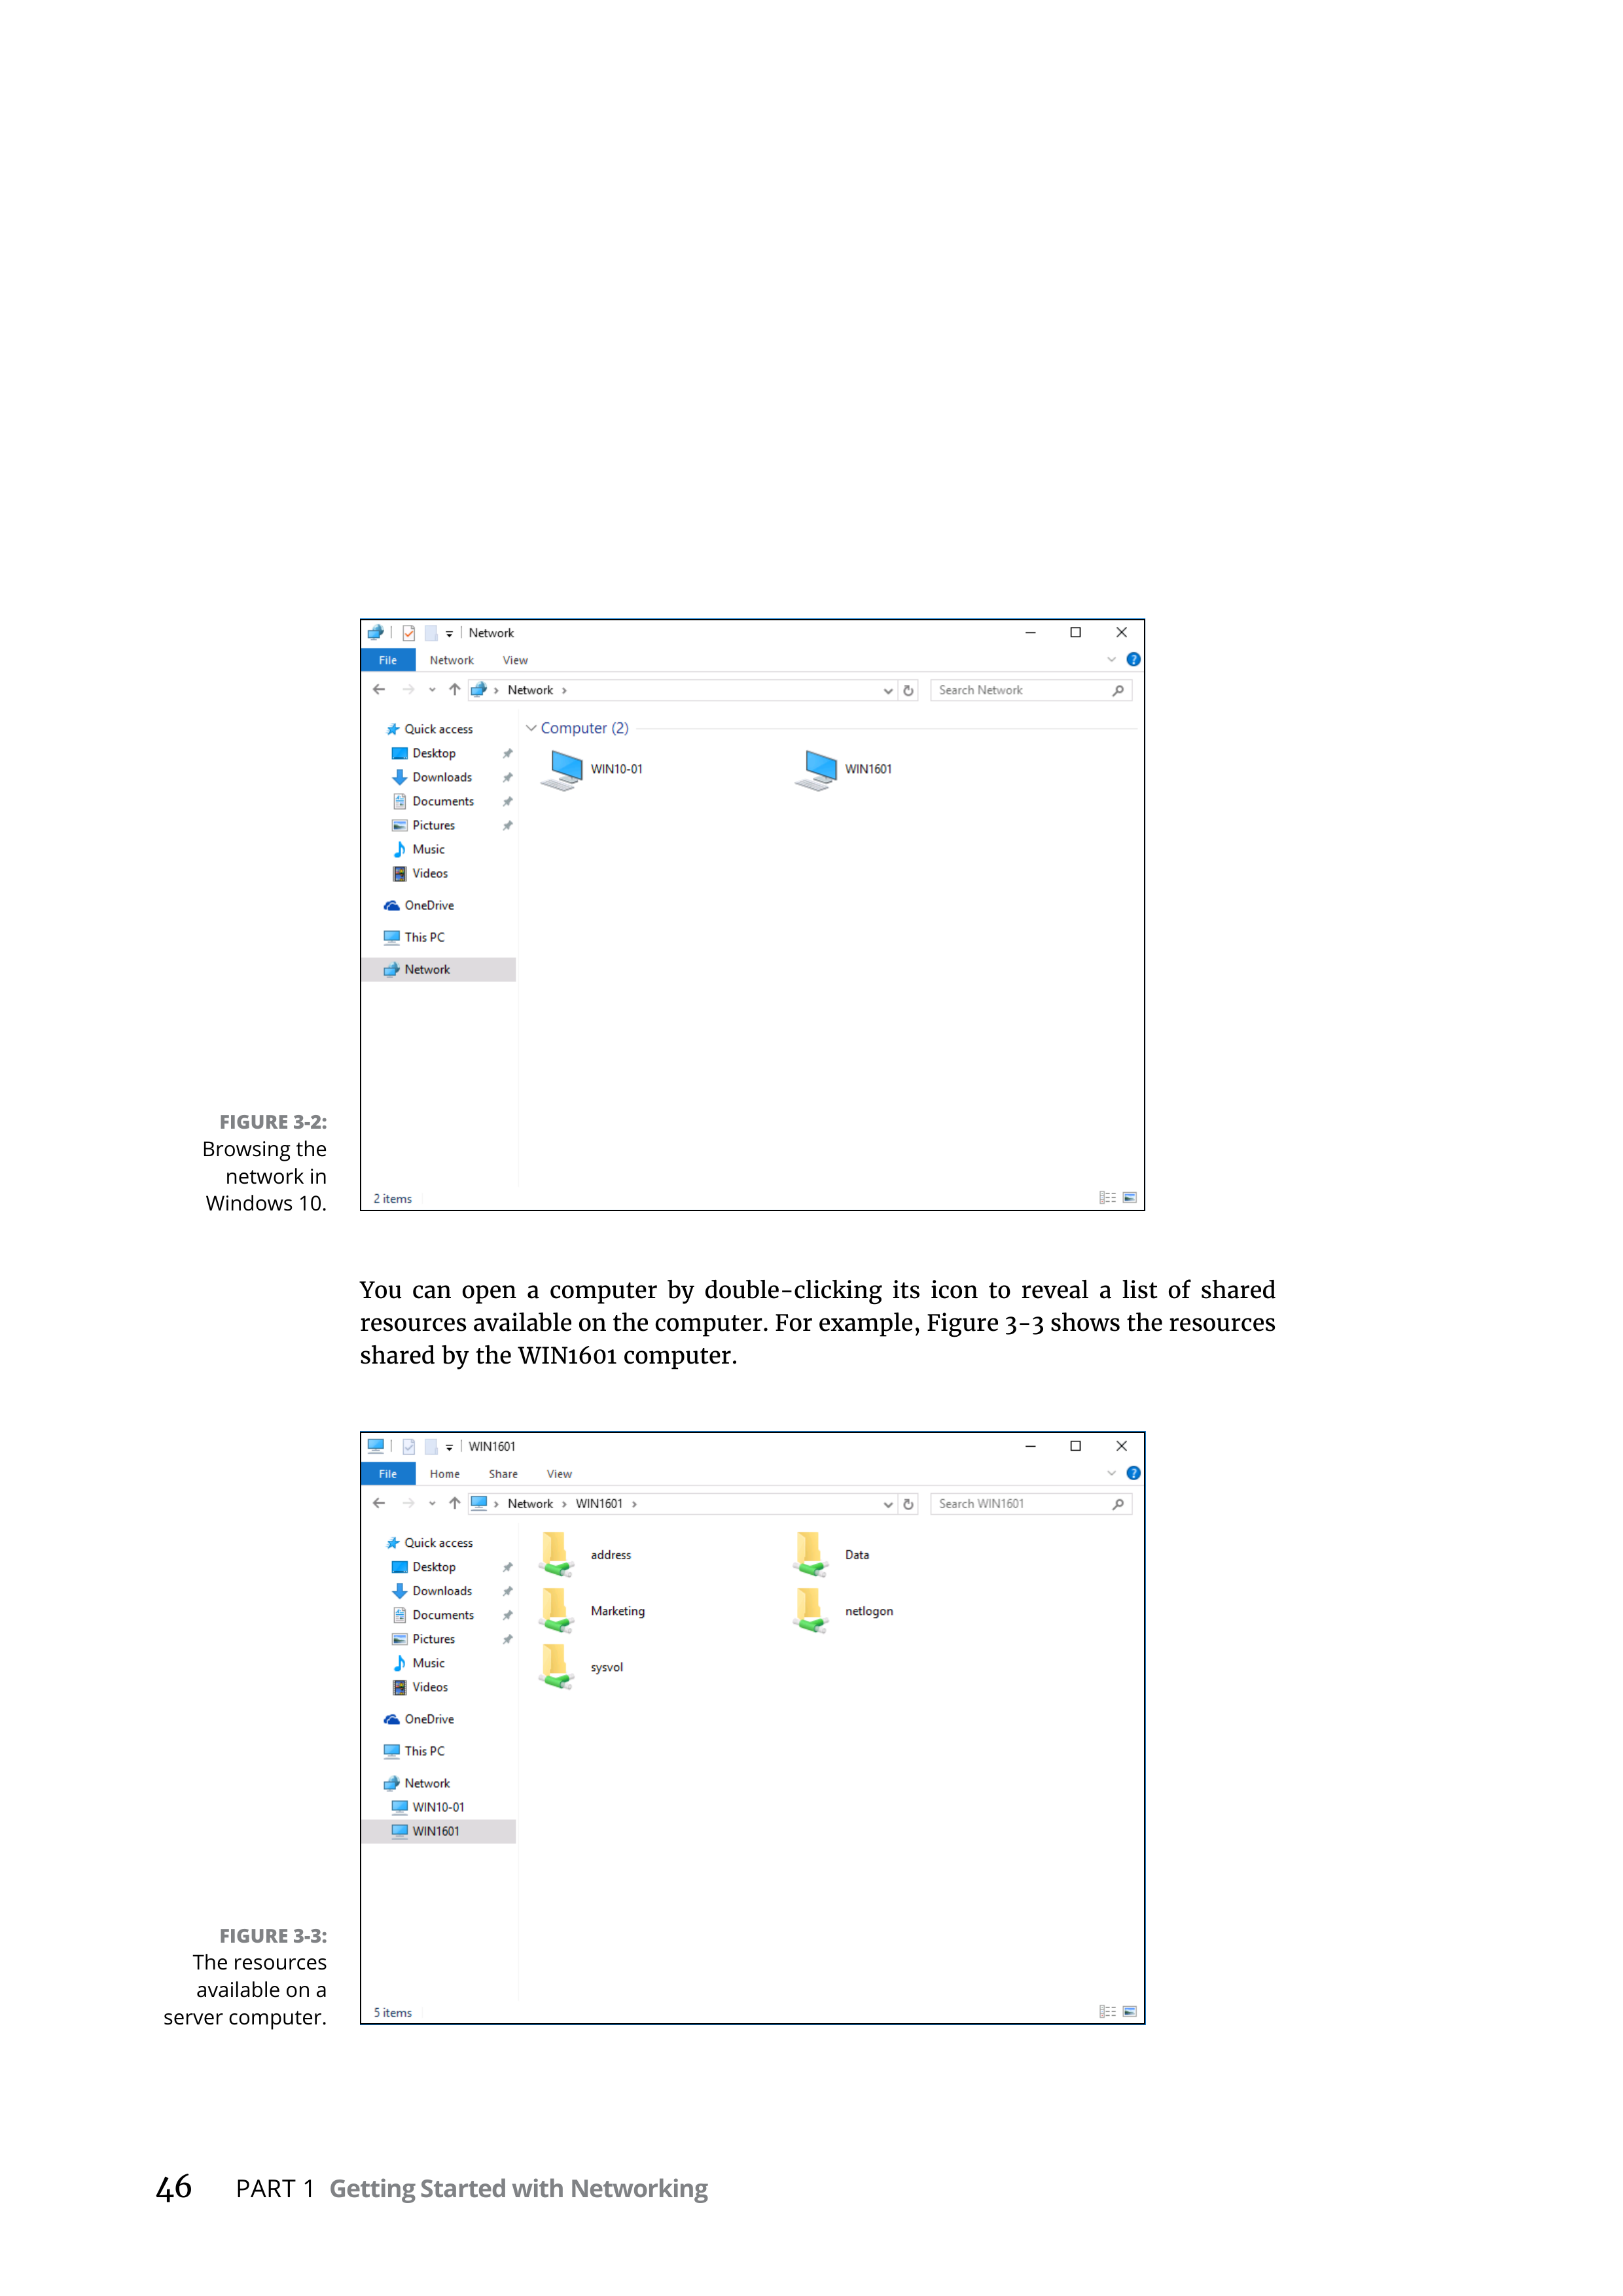 Network
File Network View
Network
Search Network
Quick access
Desktop
Downloads
Documents
Pictures
Music
Videos
OneDrive
This PC
Network
Computer (2)
WIN10-01 WIN1601
2 items
FIGURE 3-2:
Browsing the
network in
Windows 10.
You can open a computer by double-clicking its icon to reveal a list of shared
resources available on the computer. For example, Figure 3-3 shows the resources
shared by the WIN1601 computer.
WIN1601
File Home Share View
Network > WIN1601 >
Search WIN1601
Quick access
Desktop
Downloads
Documents
Pictures
Music
Videos
OneDrive
This PC
Network
WIN10-01
WIN1601
address Data
Marketing netlogon
sysvol
5 items
FIGURE 3-3:
The resources
available on a
server computer.
46 PART 1 Getting Started with Networking